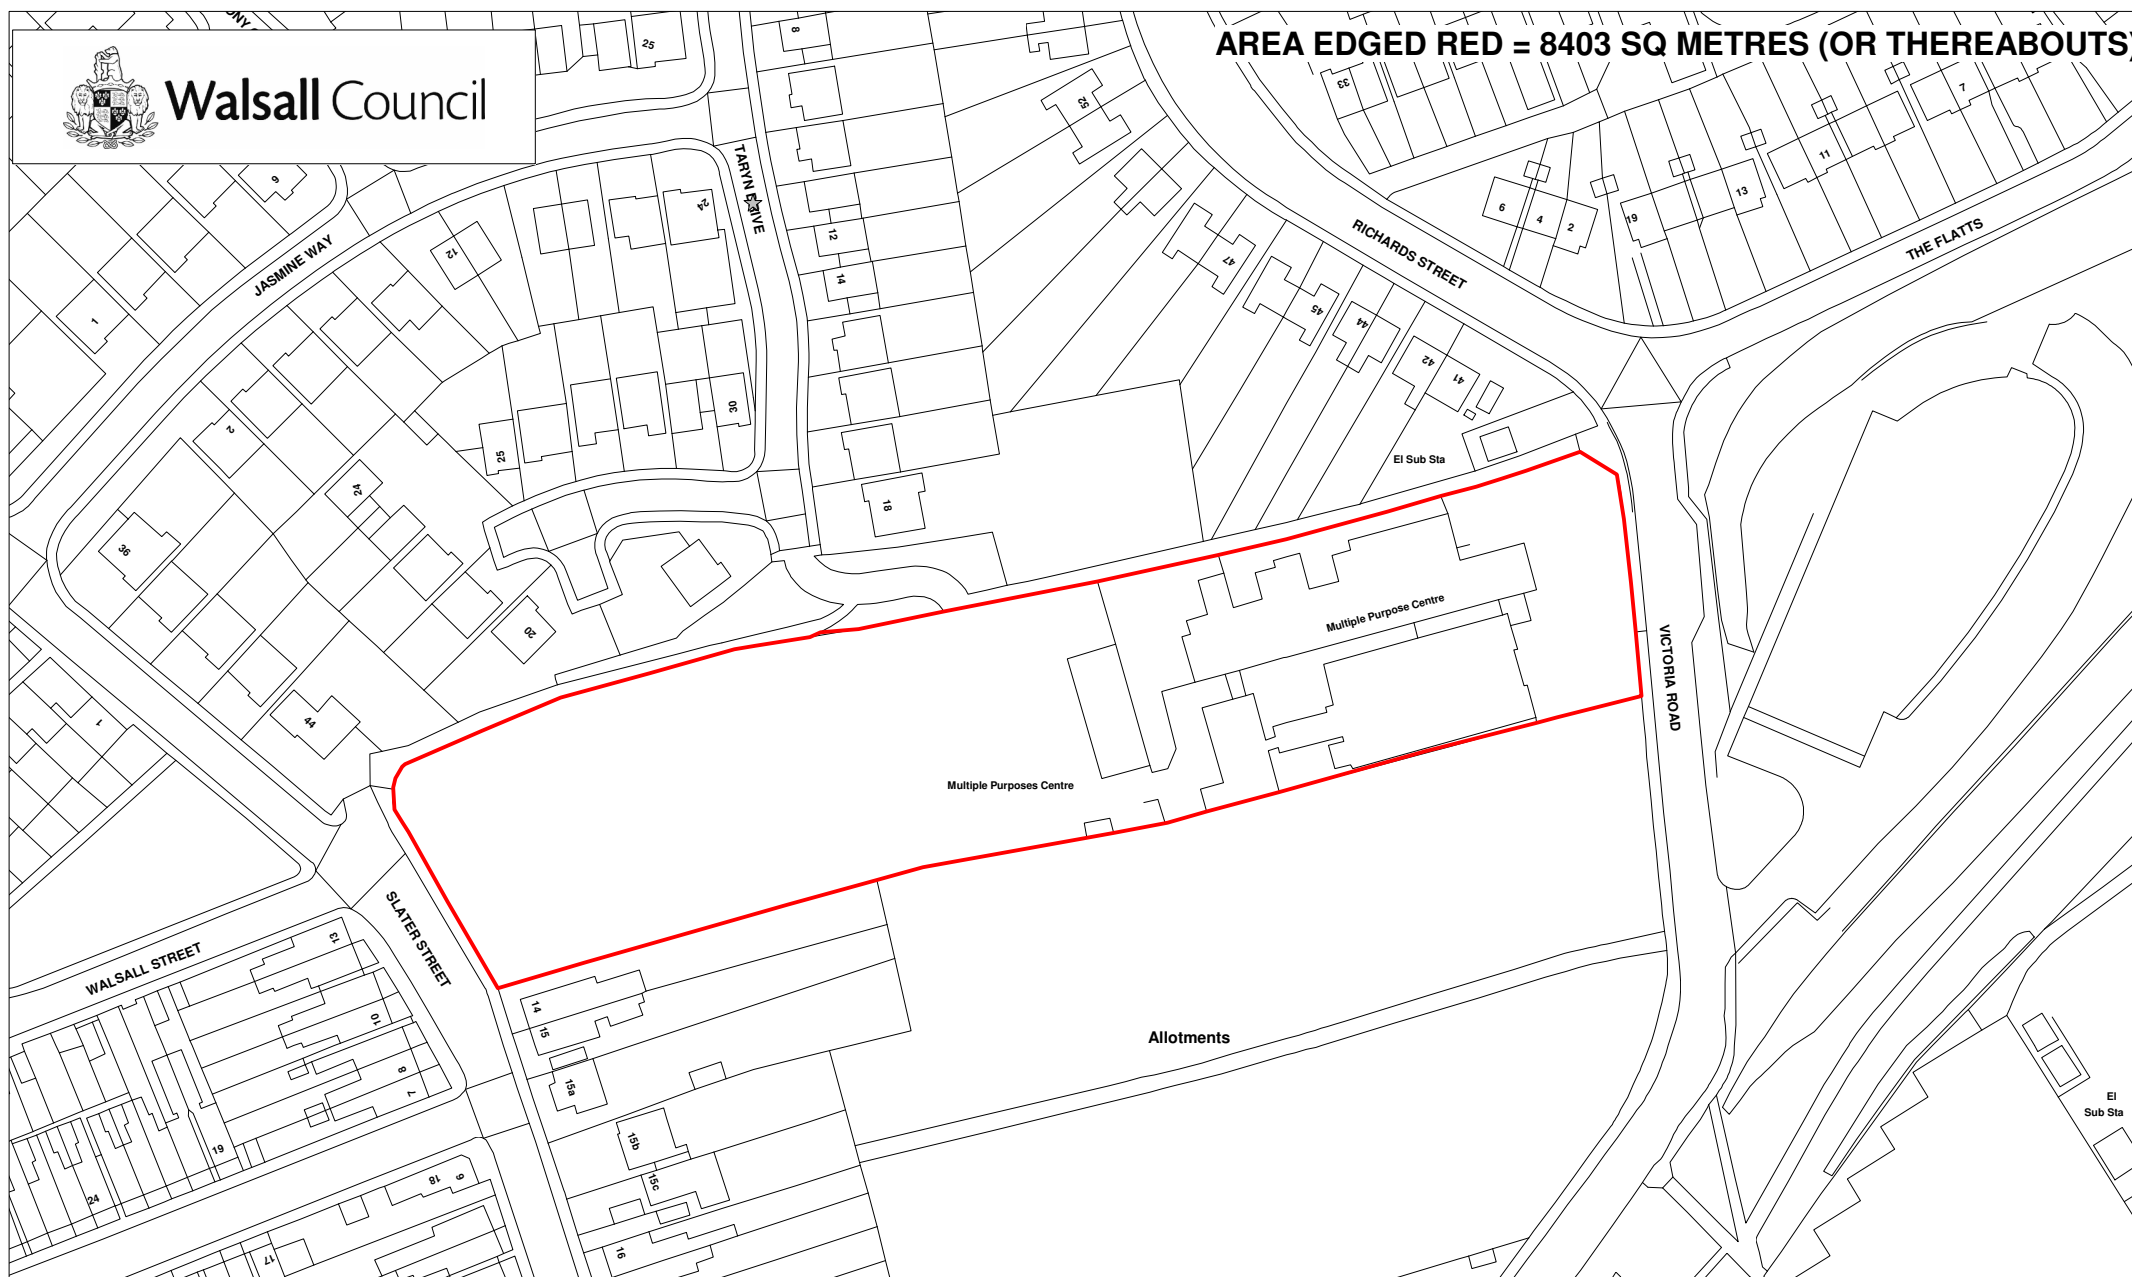 AREA EDGED RED = 8403 SQ METRES (OR THEREABOUTS)
Walsall Council
25
8
52
33
7
11
13
19
6
4
2
9
TARYN DRIVE
24
12
12
14
47
45
44
42
41
RICHARDS STREET
THE FLATTS
JASMINE WAY
1
2
24
25
30
18
36
20
44
1
El Sub Sta
Multiple Purpose Centre
Multiple Purposes Centre
VICTORIA ROAD
SLATER STREET
WALSALL STREET
13
10
8
7
19
24
18
9
17
14
15
15a
15b
15c
16
Allotments
El
Sub Sta